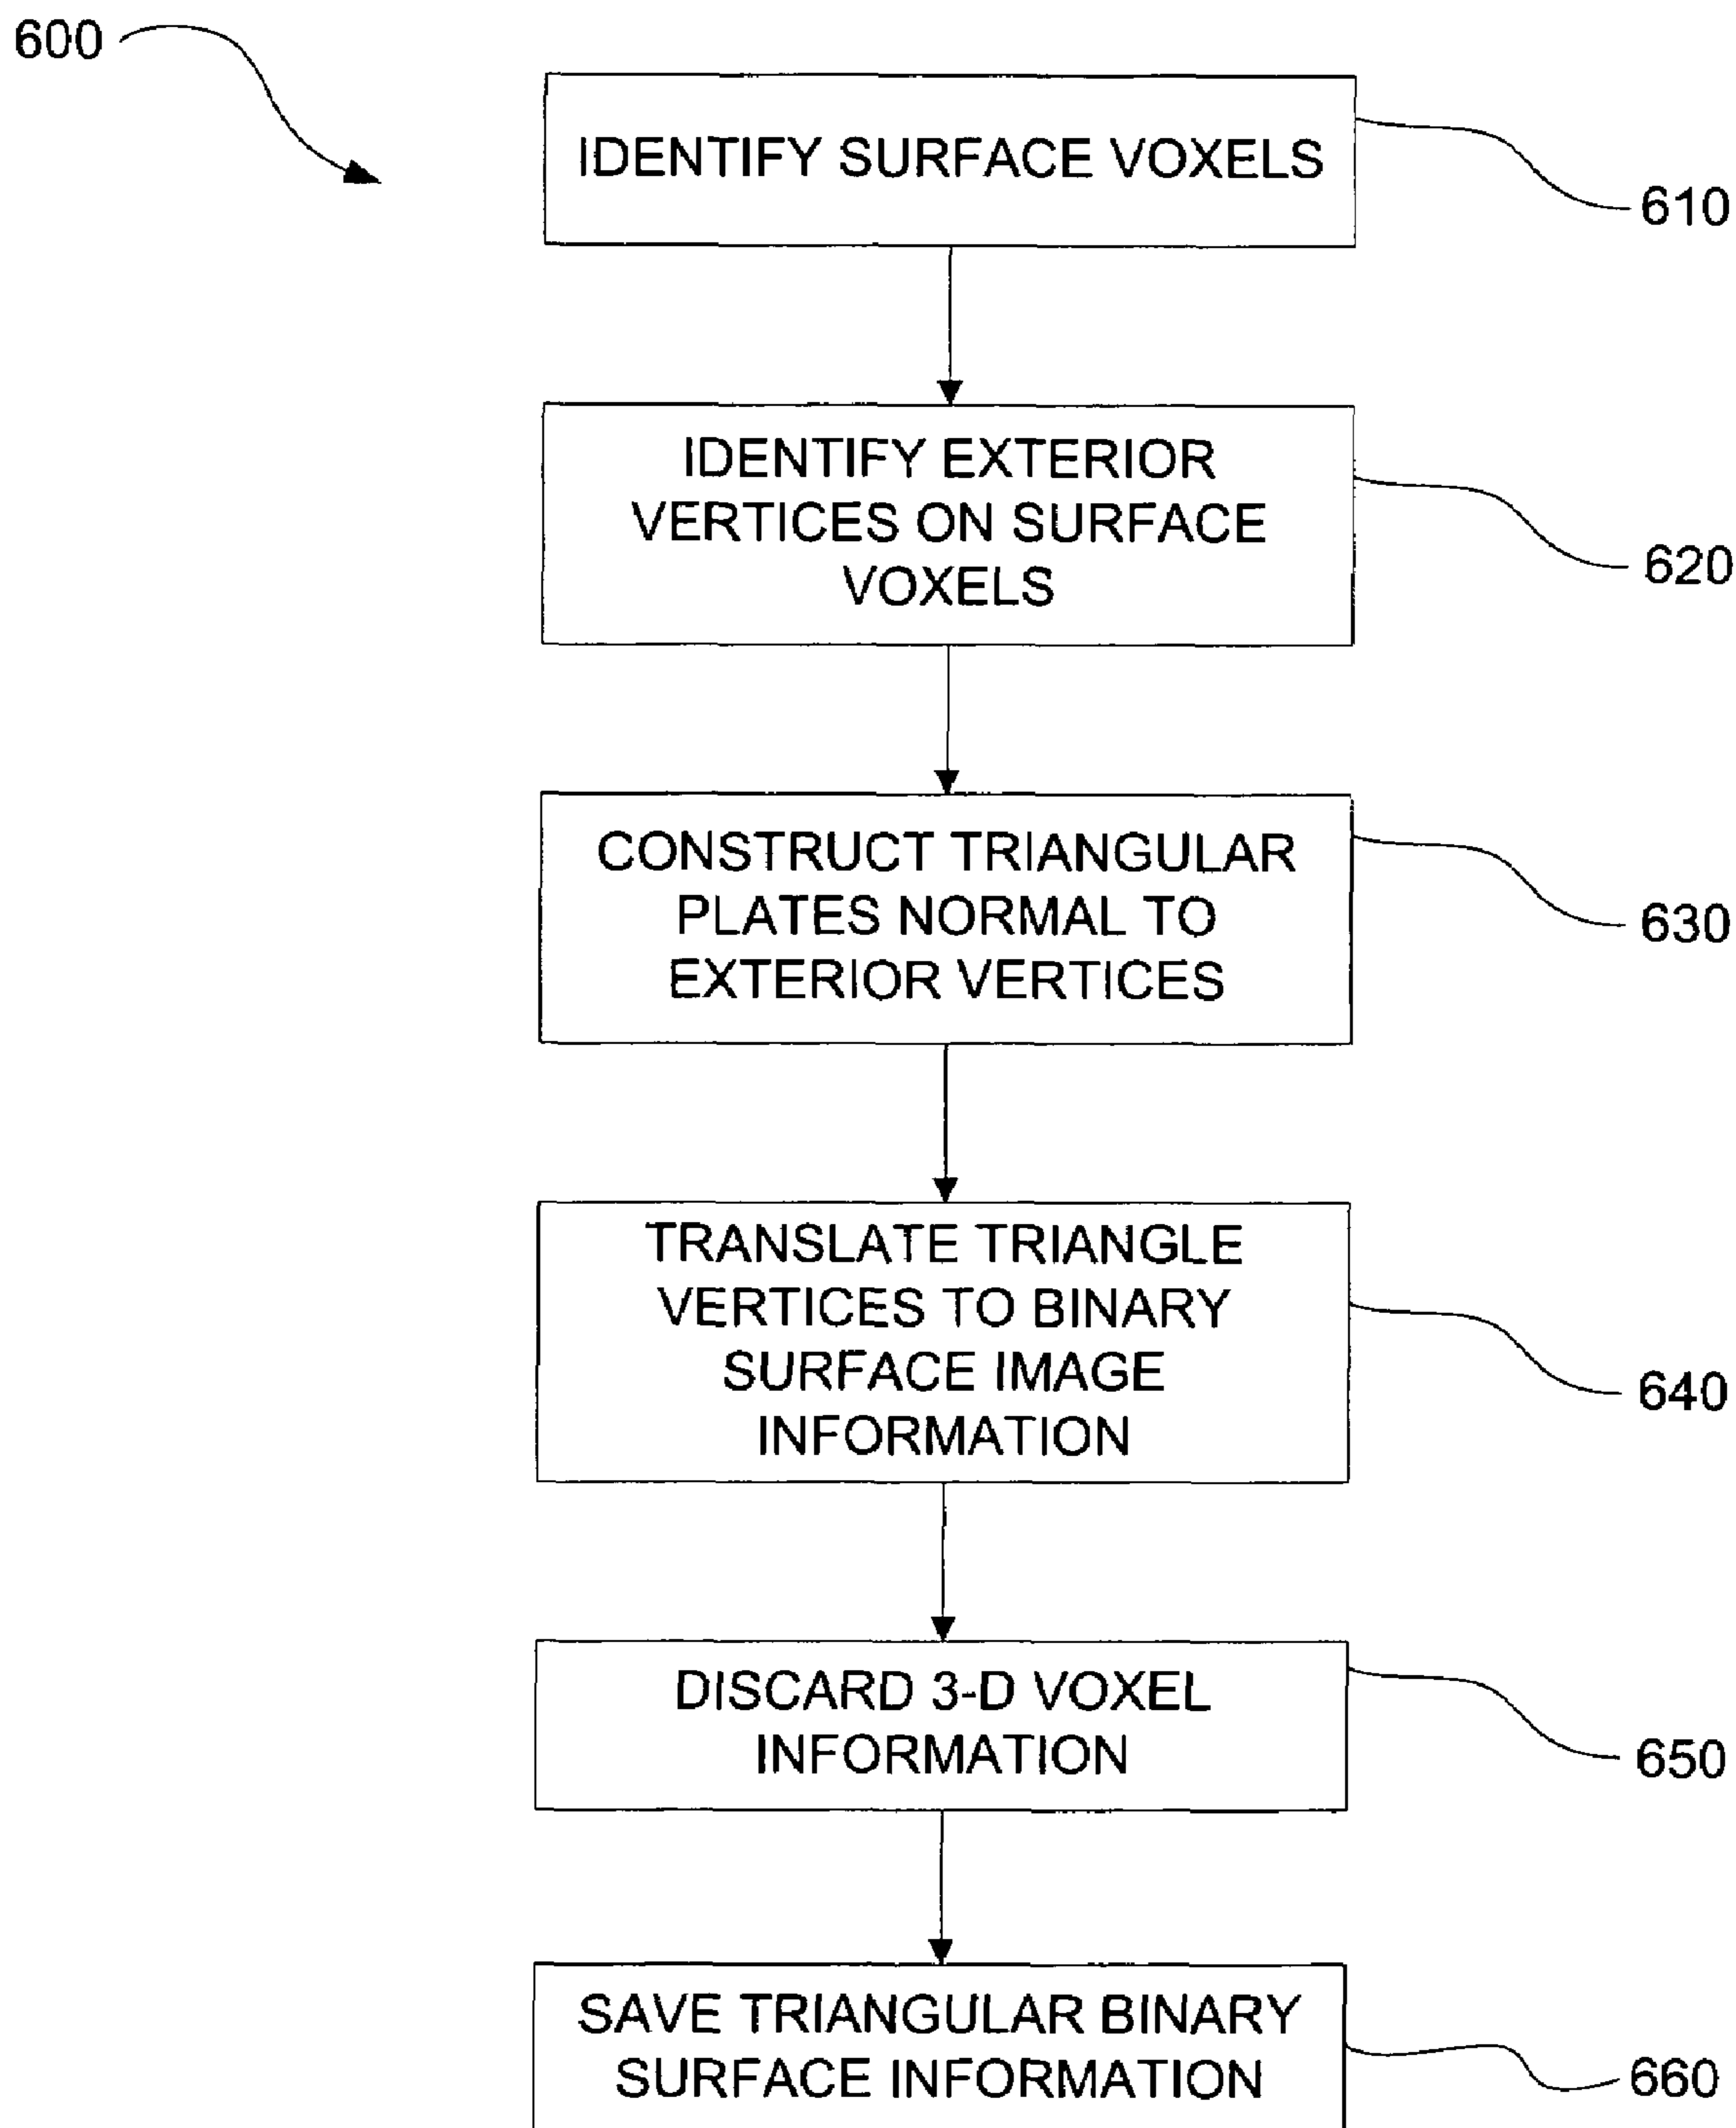 600
IDENTIFY SURFACE VOXELS
610
IDENTIFY EXTERIOR
VERTICES ON SURFACE
VOXELS
620
CONSTRUCT TRIANGULAR
PLATES NORMAL TO
EXTERIOR VERTICES
630
TRANSLATE TRIANGLE
VERTICES TO BINARY
SURFACE IMAGE
INFORMATION
640
DISCARD 3-D VOXEL
INFORMATION
650
SAVE TRIANGULAR BINARY
SURFACE INFORMATION
660